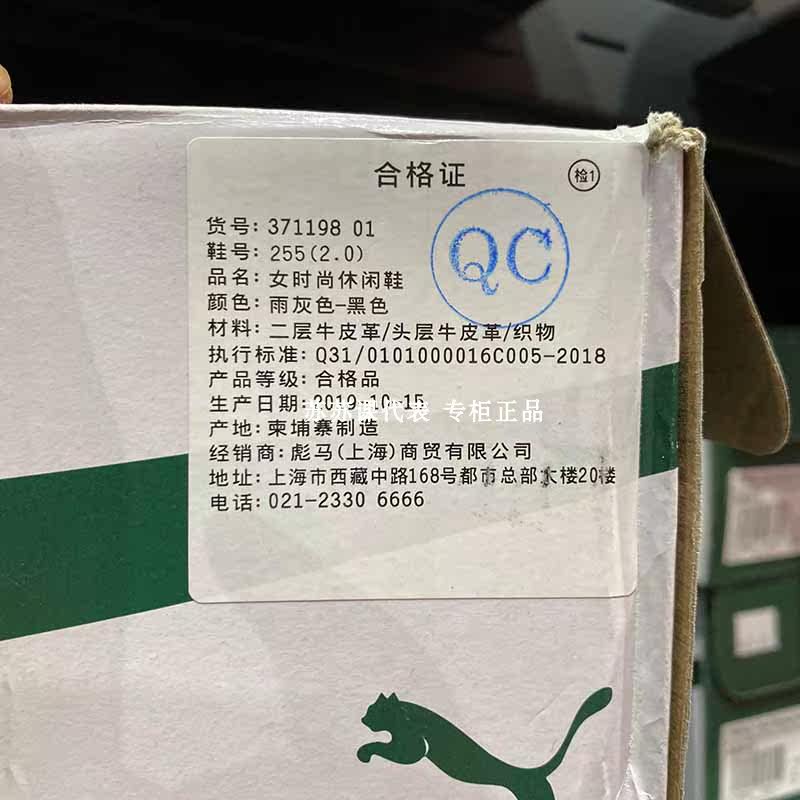 合格证
检1
QC
货号: 371198 01
鞋号: 255(2.0)
品名: 女时尚休闲鞋
颜色: 雨灰色-黑色
材料: 二层牛皮革/头层牛皮革/织物
执行标准: Q31/0101000016C005-2018
产品等级: 合格品
生产日期: 2019-10-15
代表 专柜正品
产地: 柬埔寨制造
经销商: 彪马(上海)商贸有限公司
地址: 上海市西藏中路168号都市总部大楼20楼
电话: 021-2330 6666